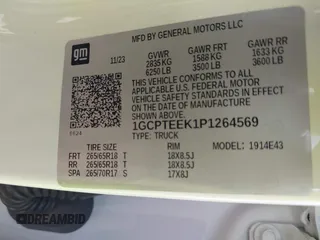 MFD BY GENERAL MOTORS LLC
gm
11/23 GVWR GAWR FRT GAWR RR
2835 KG 1588 KG 1633 KG
6250 LB 3500 LB 3600 LB
THIS VEHICLE CONFORMS TO ALL
APPLICABLE U.S. FEDERAL MOTOR
VEHICLE SAFETY STANDARDS IN EFFECT
ON THE DATE OF MANUFACTURE
SHOWN ABOVE.
1GCPTEEK1P1264569
TYPE: TRUCK
MODEL: 1914E43
TIRE SIZE RIM
FRT 265/65R18 T 18X8.5J
RR 265/65R18 T 18X8.5J
SPA 265/70R17 S 17X8J
DREAMBID